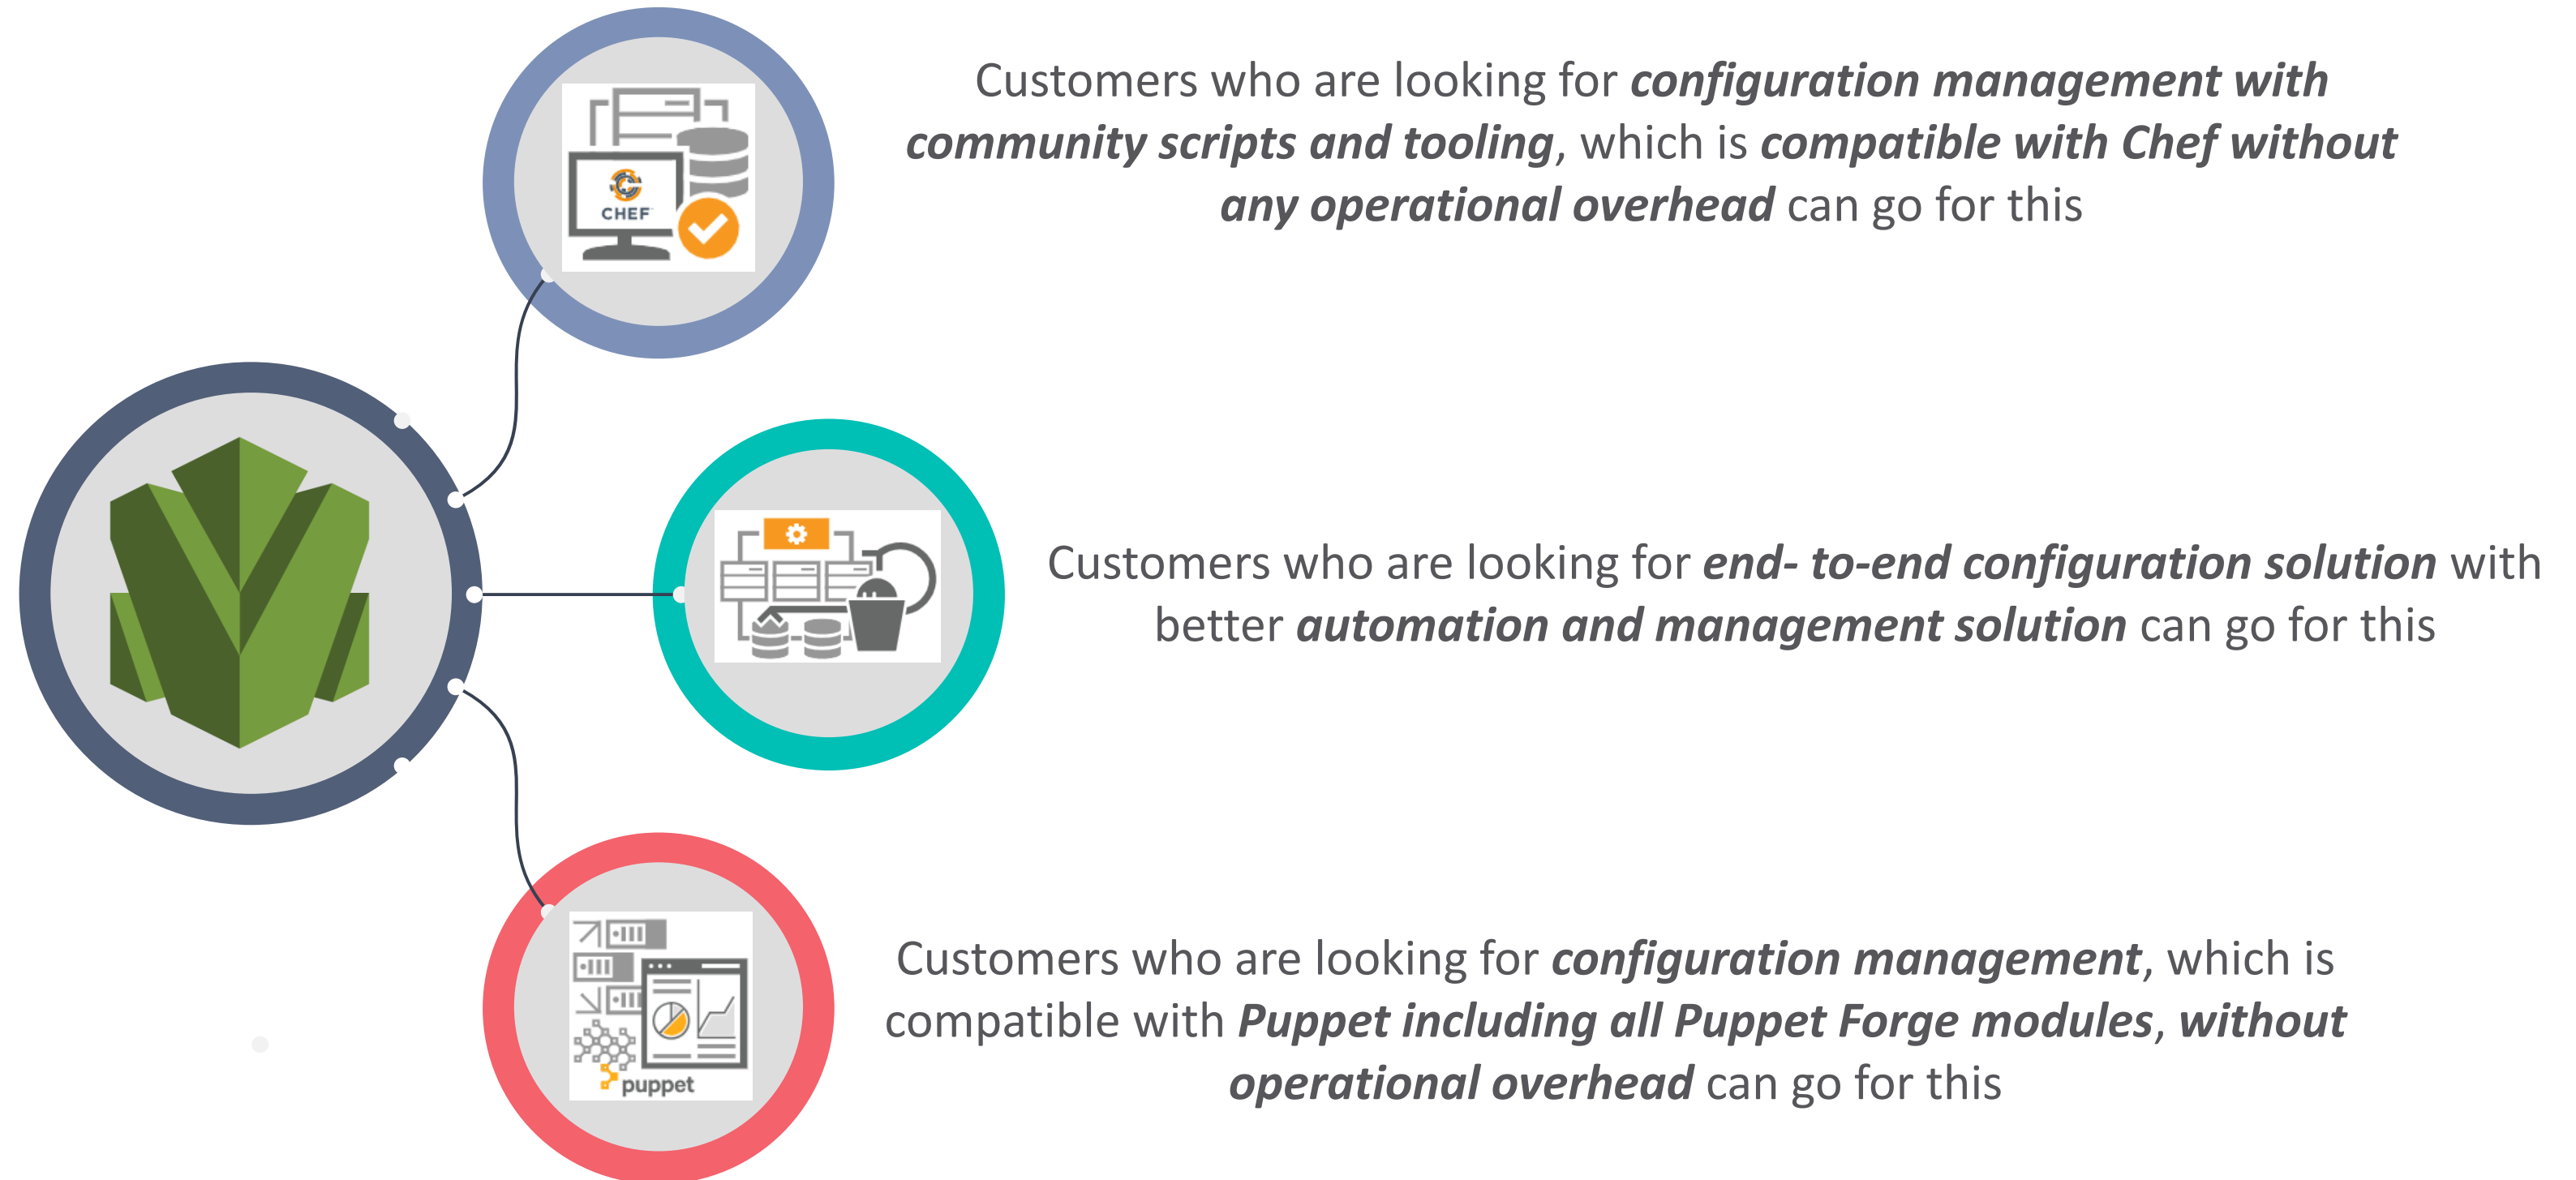 CHEF
Customers who are looking for configuration management with
community scripts and tooling, which is compatible with Chef without
any operational overhead can go for this
Customers who are looking for end- to-end configuration solution with
better automation and management solution can go for this
puppet
Customers who are looking for configuration management, which is
compatible with Puppet including all Puppet Forge modules, without
operational overhead can go for this